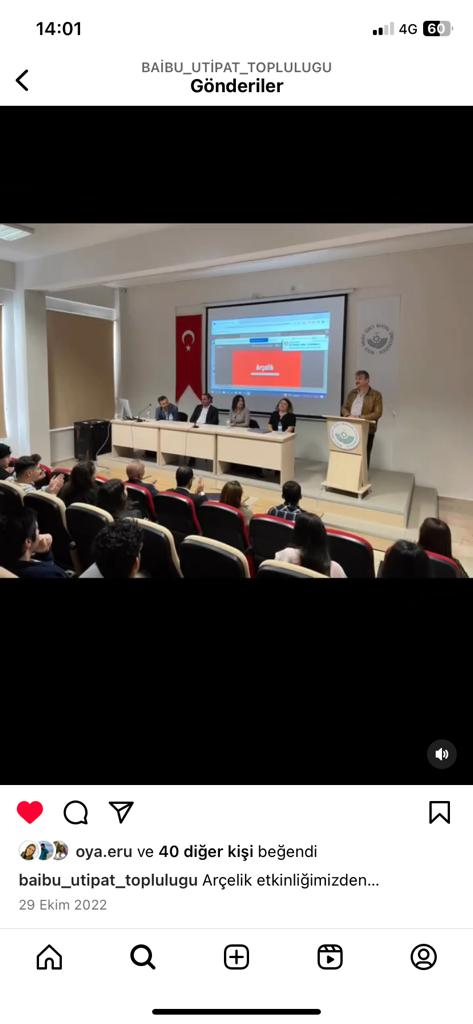 14:01
4G
60
BAİBU_UTİPAT_TOPLULUGU
Gönderiler
Arçelik
oya.eru ve 40 diğer kişi beğendi
baibu_utipat_toplulugu Arçelik etkinliğimizden...
29 Ekim 2022